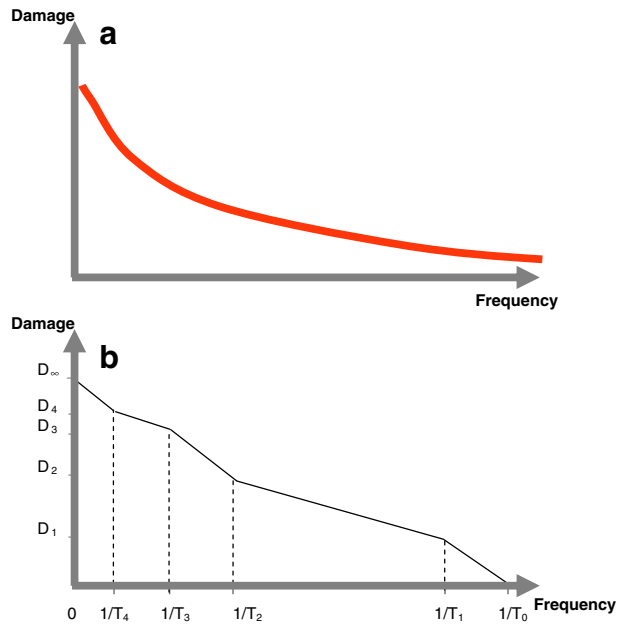 Damage
a
Frequency
Damage
b
D∞
D4
D3
D2
D1
0 1/T4 1/T3 1/T2 1/T1 1/T0
Frequency